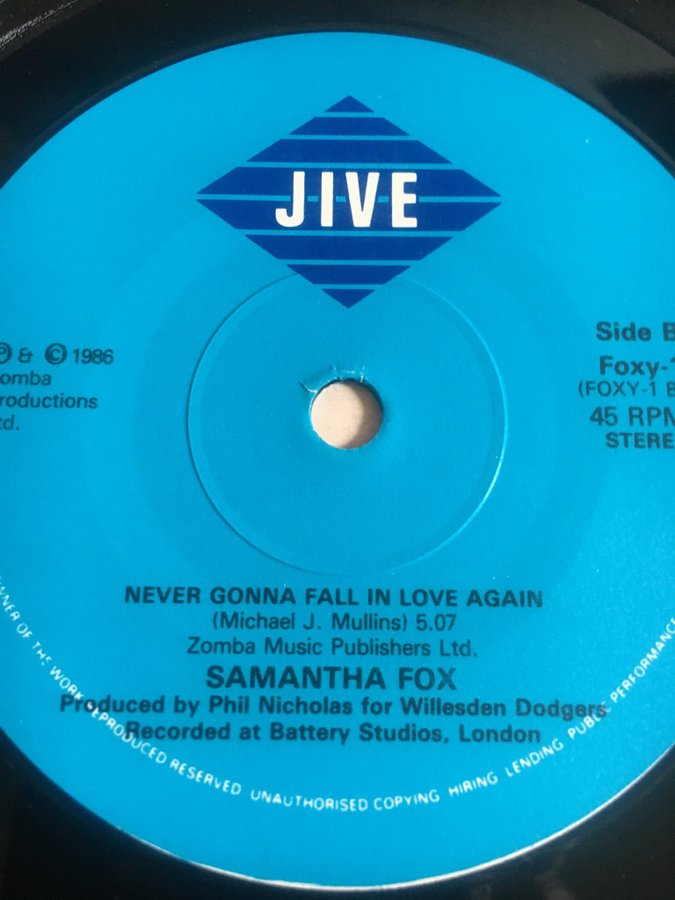 JIVE
℗ & © 1986
omba
roductions
td.
Side B
Foxy-1
(FOXY-1 B
45 RPM
STERE
NEVER GONNA FALL IN LOVE AGAIN
(Michael J. Mullins) 5.07
Zomba Music Publishers Ltd.
SAMANTHA FOX
Produced by Phil Nicholas for Willesden Dodgers
Recorded at Battery Studios, London
WNER OF THE WORK REPRODUCED RESERVED UNAUTHORISED COPYING HIRING LENDING PUBLIC PERFORMANCE